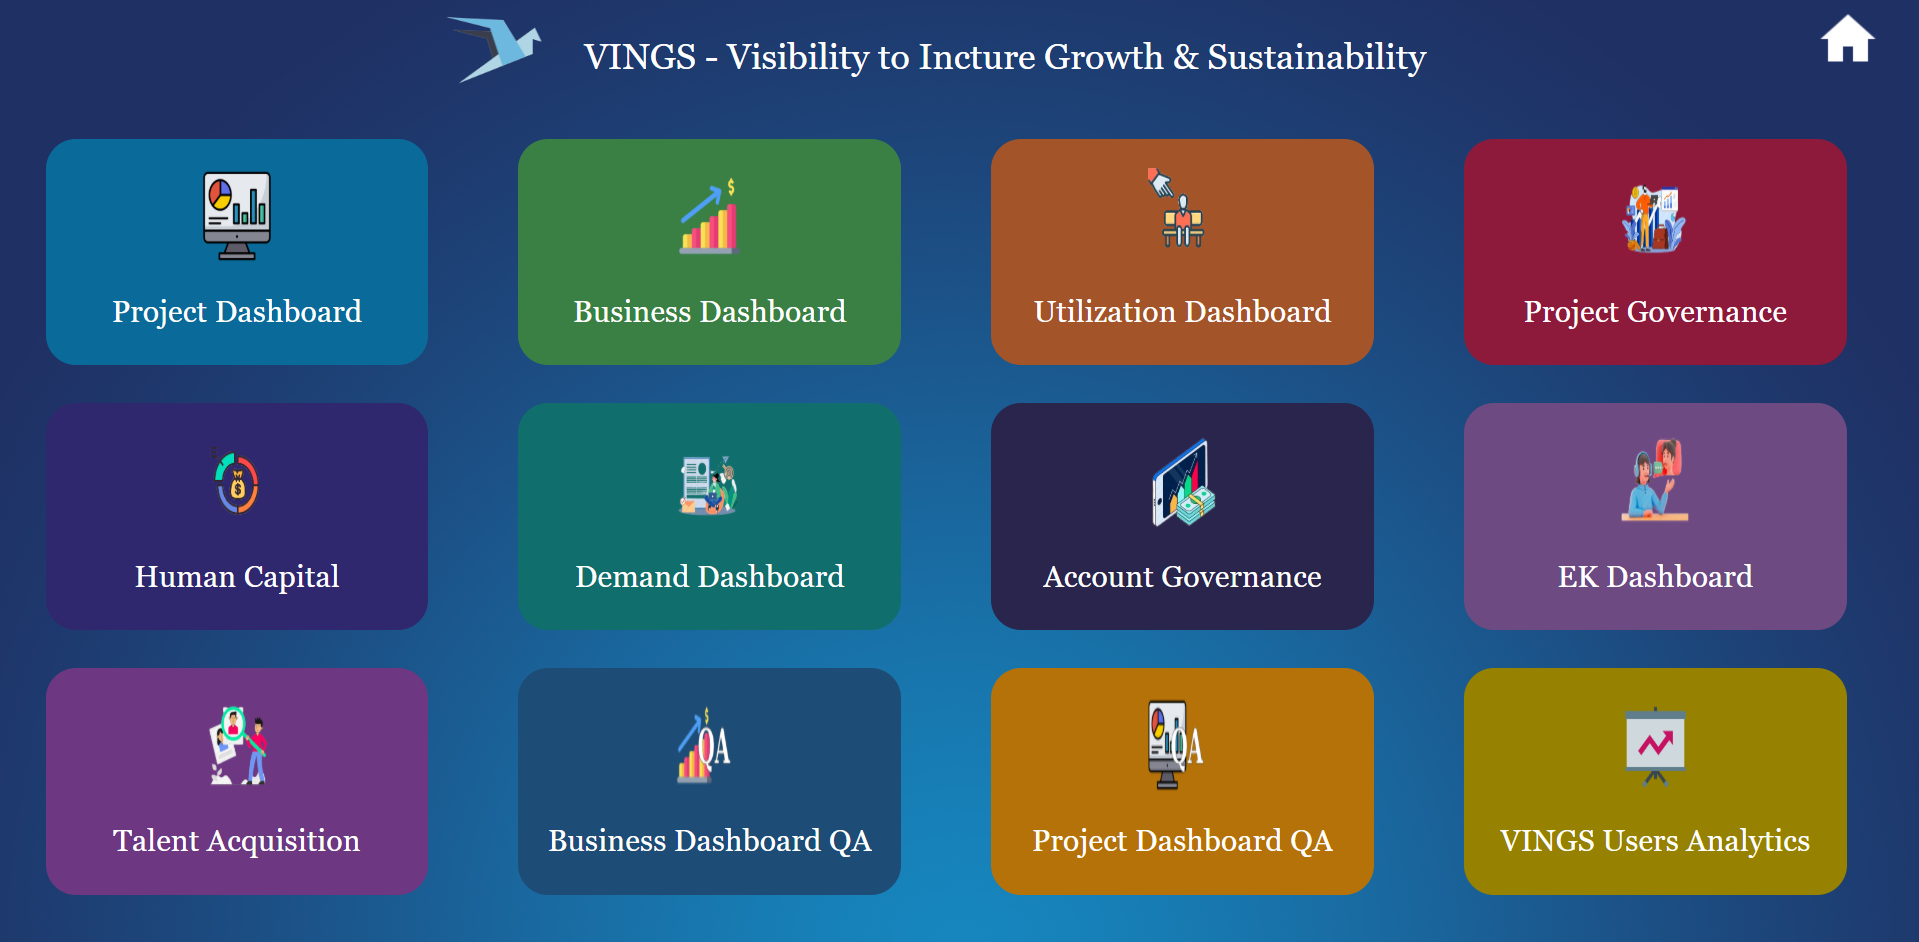 VINGS - Visibility to Incture Growth & Sustainability
Project Dashboard
Business Dashboard
Utilization Dashboard
Project Governance
Human Capital
Demand Dashboard
Account Governance
EK Dashboard
Talent Acquisition
QA
Business Dashboard QA
QA
Project Dashboard QA
VINGS Users Analytics